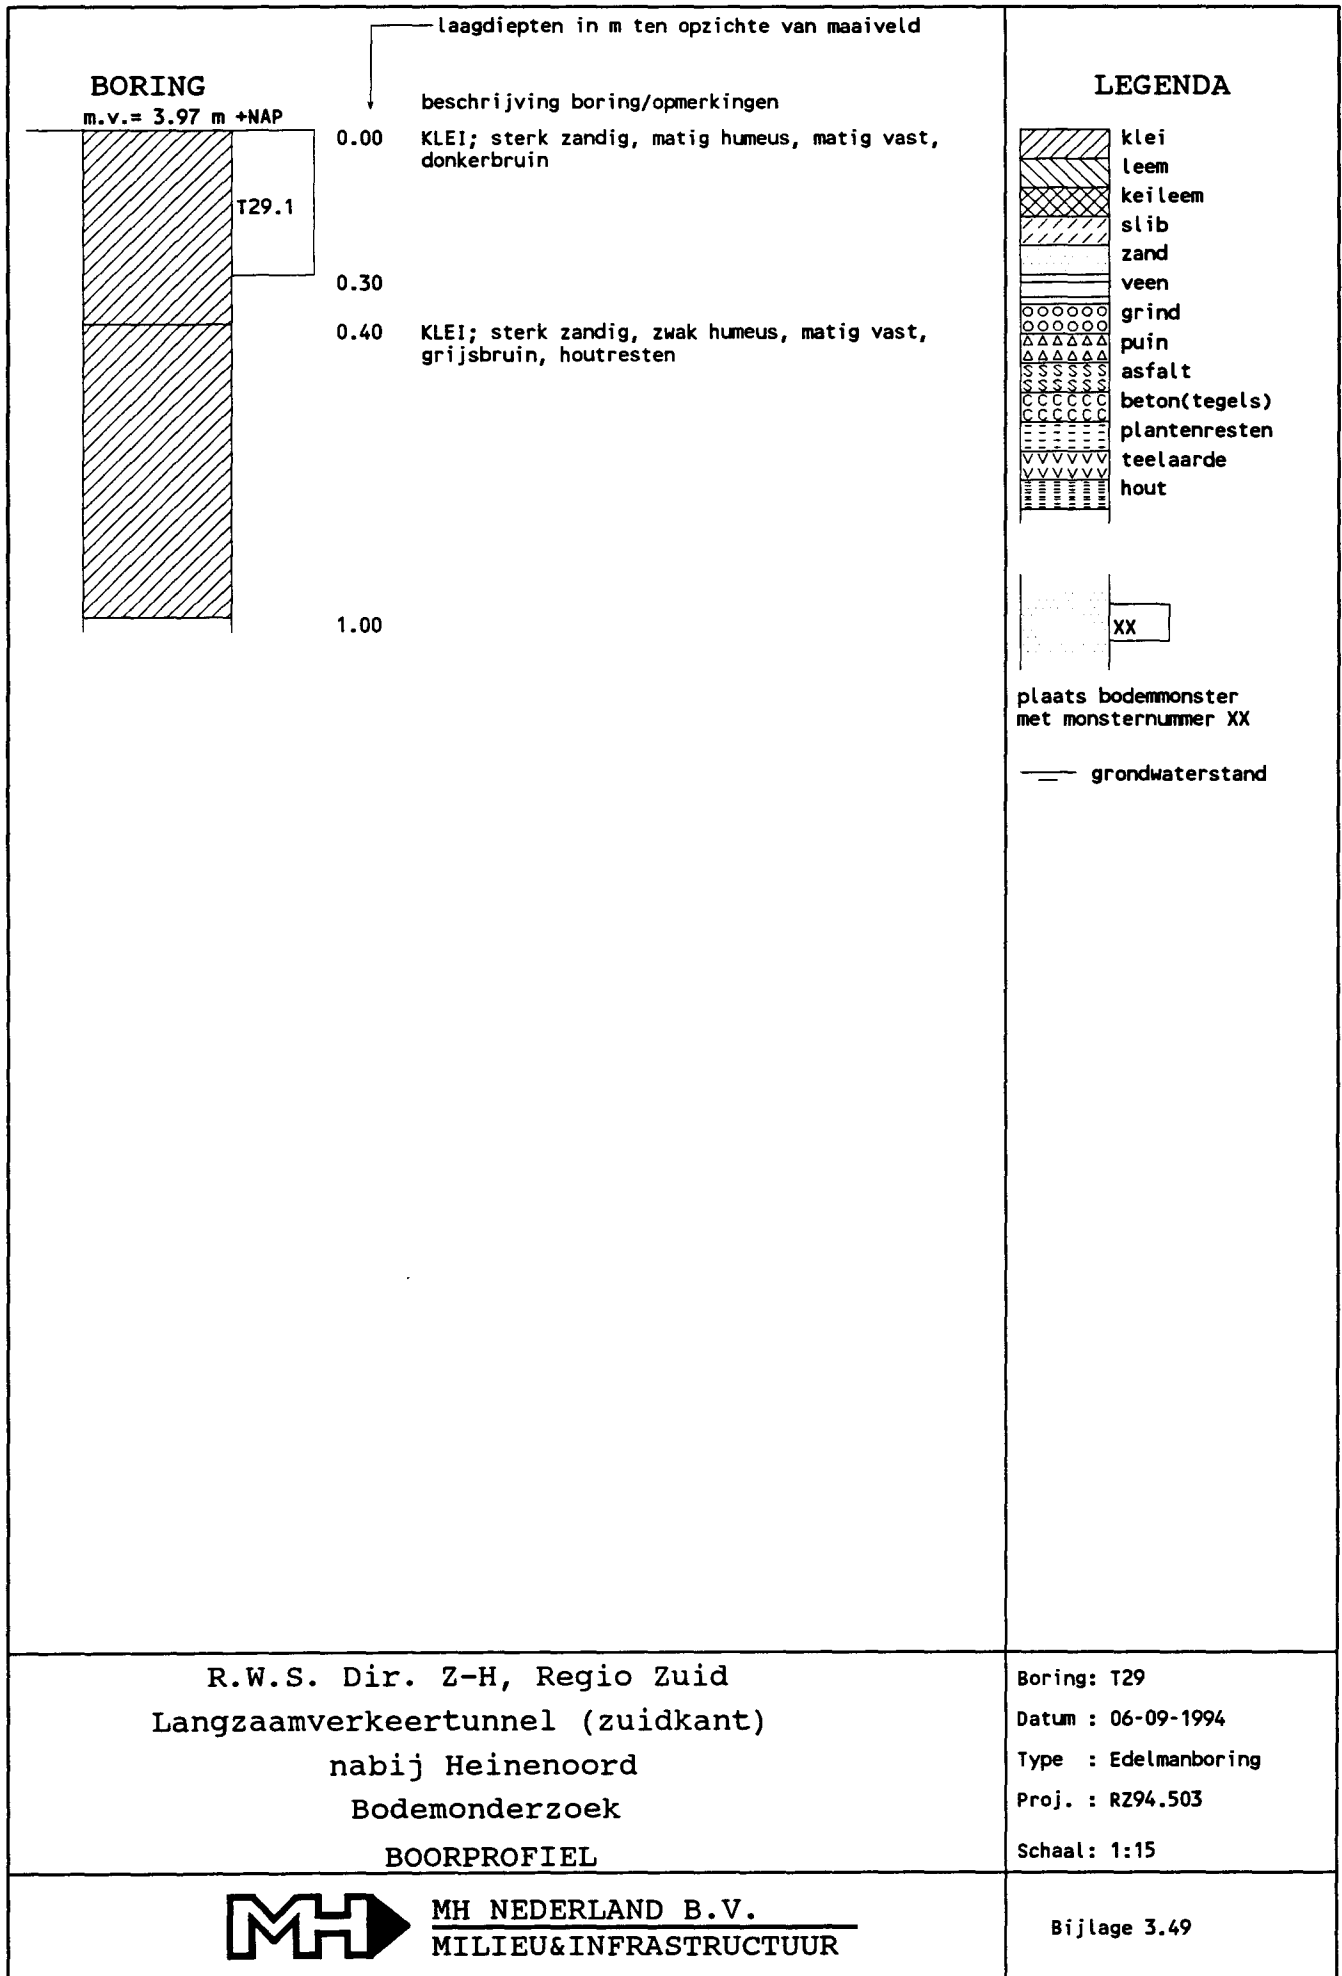 laagdiepten in m ten opzichte van maaiveld
BORING
m.v.= 3.97 m +NAP
beschrijving boring/opmerkingen
0.00 KLEI; sterk zandig, matig humeus, matig vast,
donkerbruin
T29.1
0.30
0.40 KLEI; sterk zandig, zwak humeus, matig vast,
grijsbruin, houtresten
1.00
LEGENDA
klei
leem
keileem
slib
zand
veen
grind
puin
asfalt
beton(tegels)
plantenresten
teelaarde
hout
XX
plaats bodemmonster
met monsternummer XX
grondwaterstand
R.W.S. Dir. Z-H, Regio Zuid
Langzaamverkeertunnel (zuidkant)
nabij Heinenoord
Bodemonderzoek
BOORPROFIEL
Boring: T29
Datum : 06-09-1994
Type : Edelmanboring
Proj. : RZ94.503
Schaal: 1:15
MH
MH NEDERLAND B.V.
MILIEU&INFRASTRUCTUUR
Bijlage 3.49